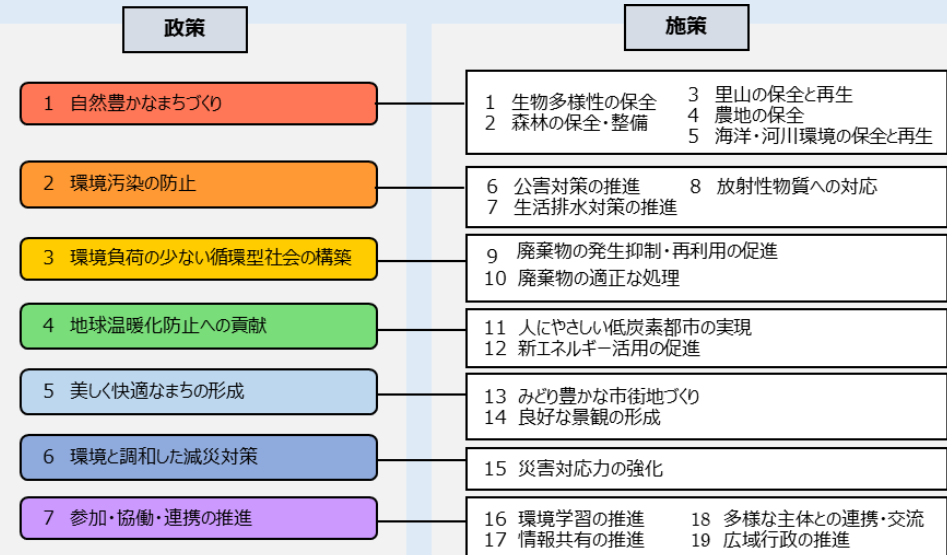 政策
施策
1 自然豊かなまちづくり
1 生物多様性の保全
2 森林の保全・整備
3 里山の保全と再生
4 農地の保全
5 海洋・河川環境の保全と再生
2 環境汚染の防止
6 公害対策の推進
7 生活排水対策の推進
8 放射性物質への対応
3 環境負荷の少ない循環型社会の構築
9 廃棄物の発生抑制・再利用の促進
10 廃棄物の適正な処理
4 地球温暖化防止への貢献
11 人にやさしい低炭素都市の実現
12 新エネルギー活用の促進
5 美しく快適なまちの形成
13 みどり豊かな市街地づくり
14 良好な景観の形成
6 環境と調和した減災対策
15 災害対応力の強化
7 参加・協働・連携の推進
16 環境学習の推進
17 情報共有の推進
18 多様な主体との連携・交流
19 広域行政の推進